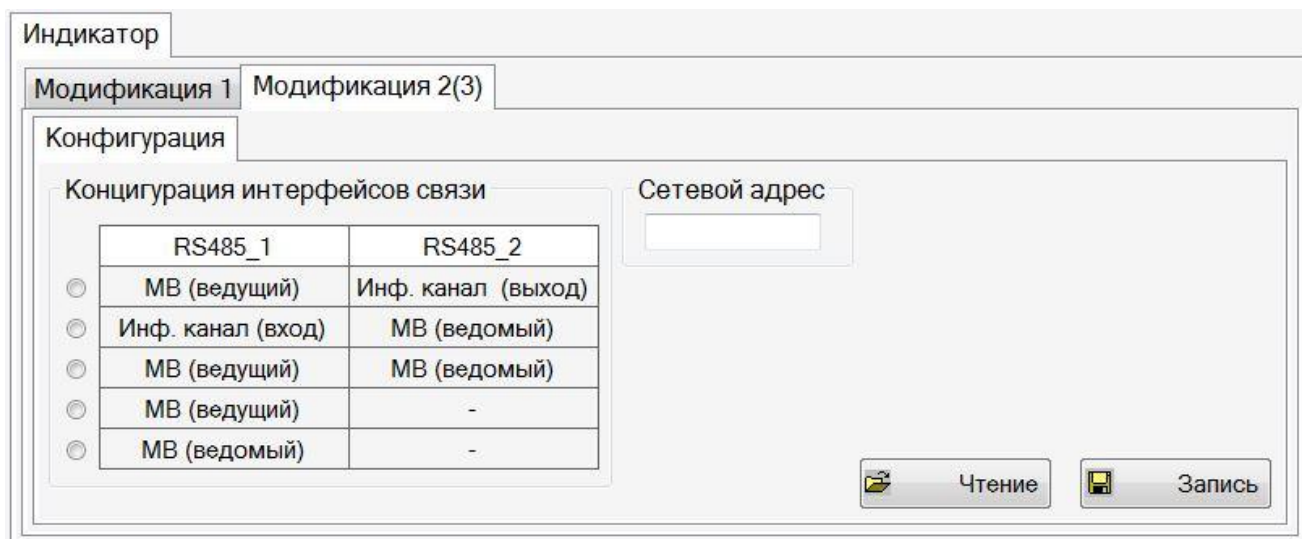 Индикатор
Модификация 1 Модификация 2(3)
Конфигурация
Концигурация интерфейсов связи Сетевой адрес
RS485_1 RS485_2
МВ (ведущий) Инф. канал (выход)
Инф. канал (вход) МВ (ведомый)
МВ (ведущий) МВ (ведомый)
МВ (ведущий) -
МВ (ведомый) -
Чтение Запись